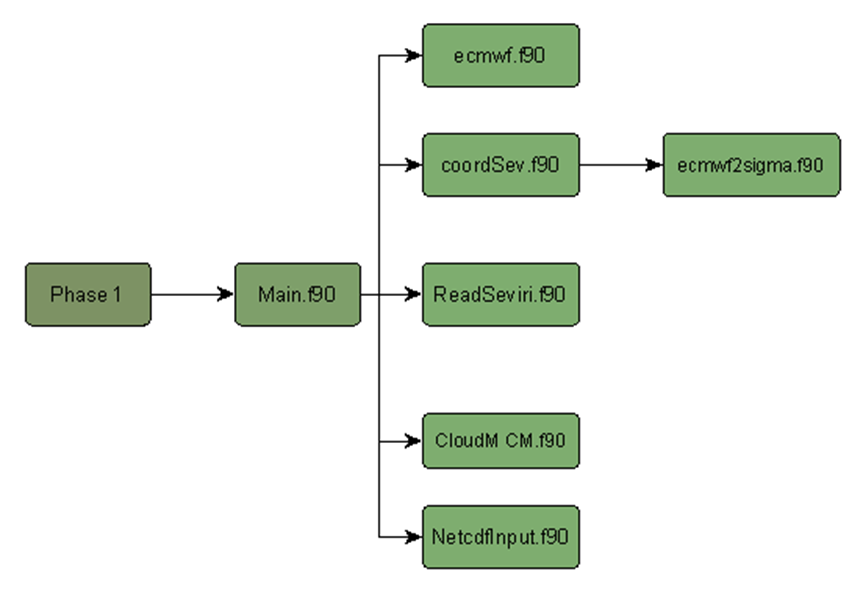 ecmwf.f90
coordSev.f90
ecmwf2sigma.f90
Phase 1
Main.f90
ReadSeviri.f90
CloudM CM.f90
NetcdfInput.f90